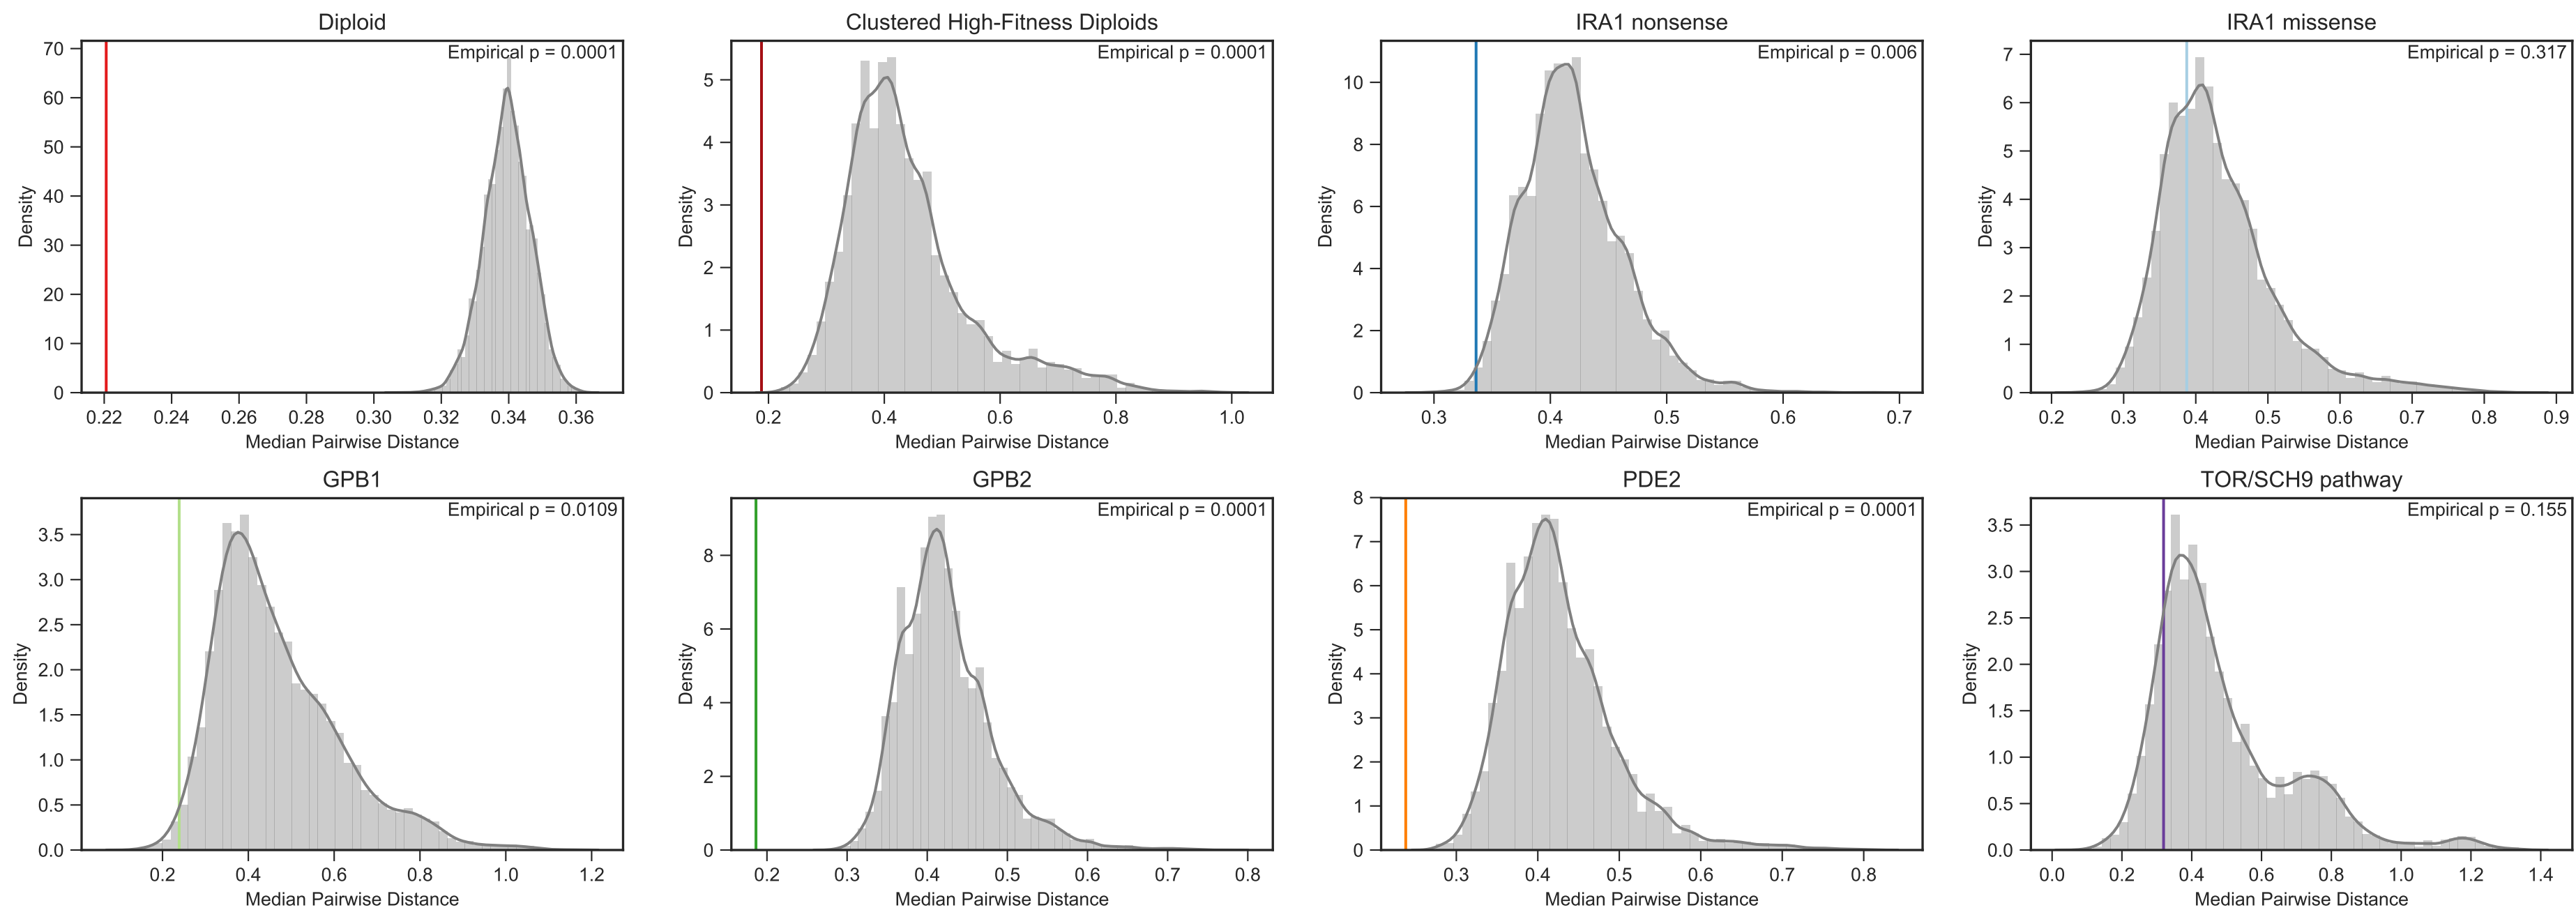 Diploid
Empirical p = 0.0001
70
60
50
40
30
20
10
0
Density
0.22 0.24 0.26 0.28 0.30 0.32 0.34 0.36
Median Pairwise Distance
Clustered High-Fitness Diploids
Empirical p = 0.0001
5
4
3
2
1
0
Density
0.2 0.4 0.6 0.8 1.0
Median Pairwise Distance
IRA1 nonsense
Empirical p = 0.006
10
8
6
4
2
0
Density
0.3 0.4 0.5 0.6 0.7
Median Pairwise Distance
IRA1 missense
Empirical p = 0.317
7
6
5
4
3
2
1
0
Density
0.2 0.3 0.4 0.5 0.6 0.7 0.8 0.9
Median Pairwise Distance
GPB1
Empirical p = 0.0109
3.5
3.0
2.5
2.0
1.5
1.0
0.5
0.0
Density
0.2 0.4 0.6 0.8 1.0 1.2
Median Pairwise Distance
GPB2
Empirical p = 0.0001
8
6
4
2
0
Density
0.2 0.3 0.4 0.5 0.6 0.7 0.8
Median Pairwise Distance
PDE2
Empirical p = 0.0001
8
7
6
5
4
3
2
1
0
Density
0.3 0.4 0.5 0.6 0.7 0.8
Median Pairwise Distance
TOR/SCH9 pathway
Empirical p = 0.155
3.5
3.0
2.5
2.0
1.5
1.0
0.5
0.0
Density
0.0 0.2 0.4 0.6 0.8 1.0 1.2 1.4
Median Pairwise Distance